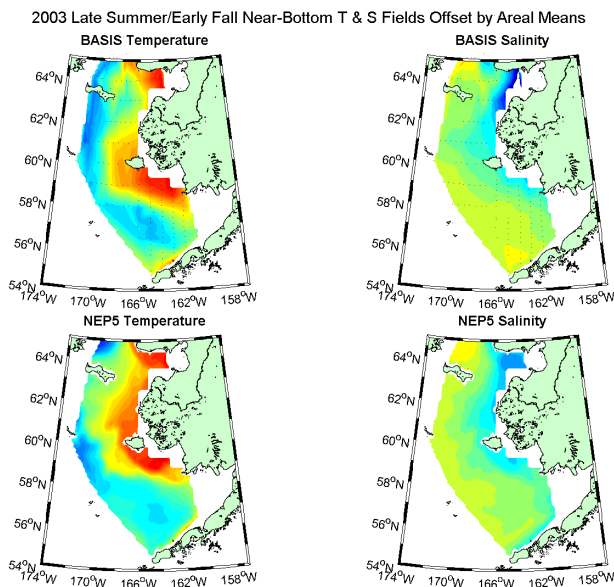 2003 Late Summer/Early Fall Near-Bottom T & S Fields Offset by Areal Means
BASIS Temperature
BASIS Salinity
64°N
62°N
60°N
58°N
56°N
54°N
174°W
170°W
166°W
162°W
158°W
64°N
62°N
60°N
58°N
56°N
54°N
174°W
170°W
166°W
162°W
158°W
NEP5 Temperature
NEP5 Salinity
64°N
62°N
60°N
58°N
56°N
54°N
174°W
170°W
166°W
162°W
158°W
64°N
62°N
60°N
58°N
56°N
54°N
174°W
170°W
166°W
162°W
158°W